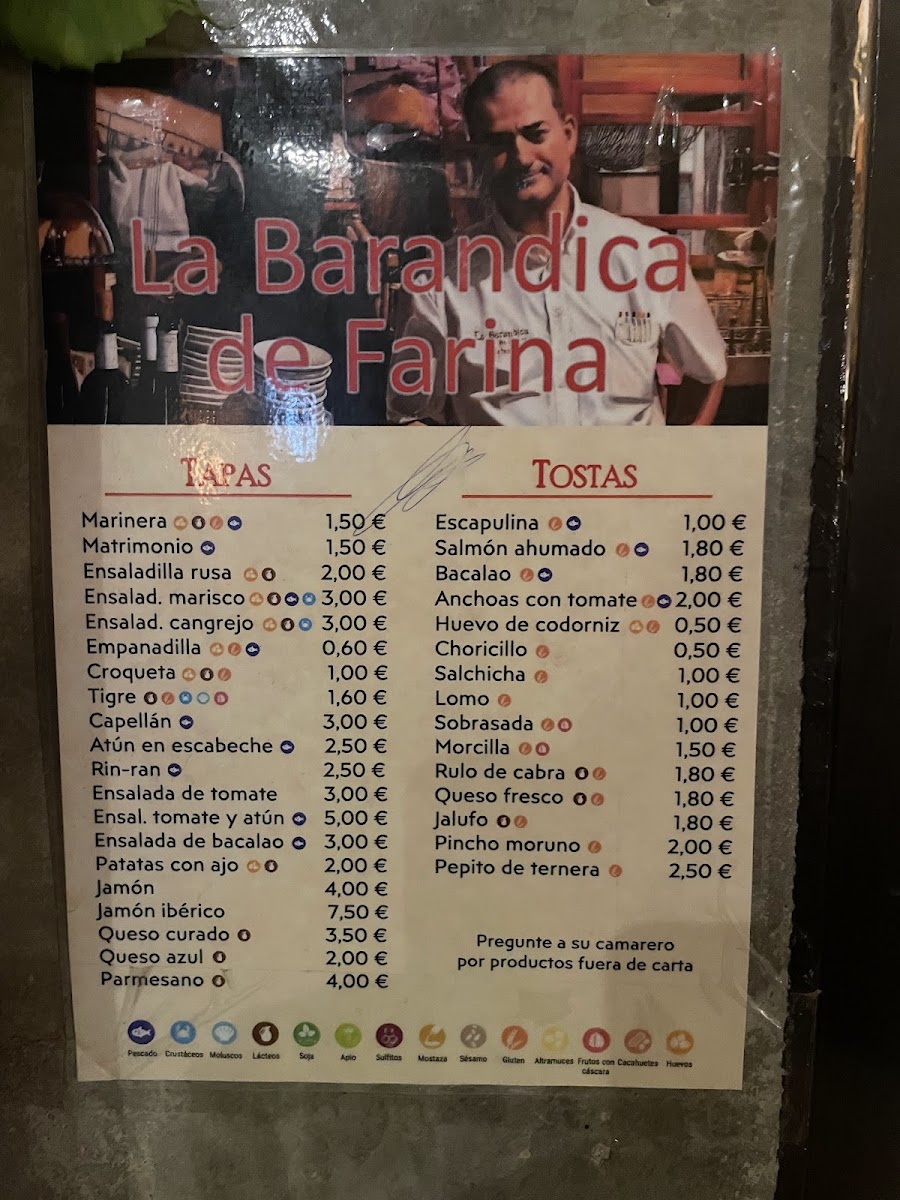 La Barandica
de Farina
TAPAS
Marinera 1,50 €
Matrimonio 1,50 €
Ensaladilla rusa 2,00 €
Ensalad. marisco 3,00 €
Ensalad. cangrejo 3,00 €
Empanadilla 0,60 €
Croqueta 1,00 €
Tigre 1,60 €
Capellán 3,00 €
Atún en escabeche 2,50 €
Rin-ran 2,50 €
Ensalada de tomate 3,00 €
Ensal. tomate y atún 5,00 €
Ensalada de bacalao 3,00 €
Patatas con ajo 2,00 €
Jamón 4,00 €
Jamón ibérico 7,50 €
Queso curado 3,50 €
Queso azul 2,00 €
Parmesano 4,00 €
TOSTAS
Escapulina 1,00 €
Salmón ahumado 1,80 €
Bacalao 1,80 €
Anchoas con tomate 2,00 €
Huevo de codorniz 0,50 €
Choricillo 0,50 €
Salchicha 1,00 €
Lomo 1,00 €
Sobrasada 1,00 €
Morcilla 1,50 €
Rulo de cabra 1,80 €
Queso fresco 1,80 €
Jalufo 1,80 €
Pincho moruno 2,00 €
Pepito de ternera 2,50 €
Pregunte a su camarero
por productos fuera de carta
Pescado Crustáceos Moluscos Lácteos Soja Apio Sulfitos Mostaza Sésamo Gluten Altramuces Frutos con cáscara Cacahuetes Huevos